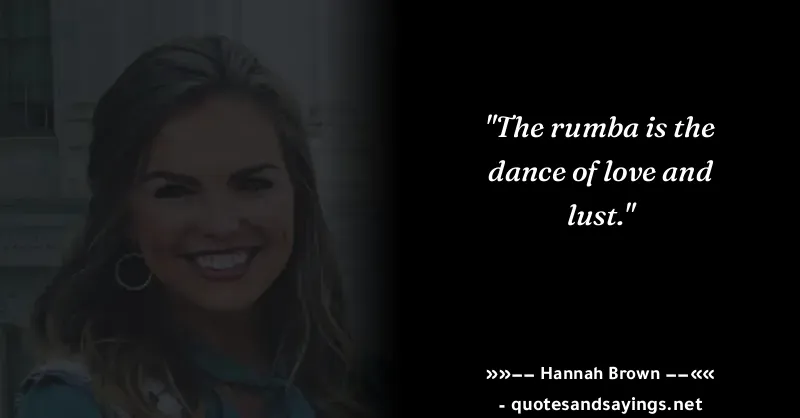 "The rumba is the
dance of love and
lust."
»»−− Hannah Brown −−««
- quotesandsayings.net